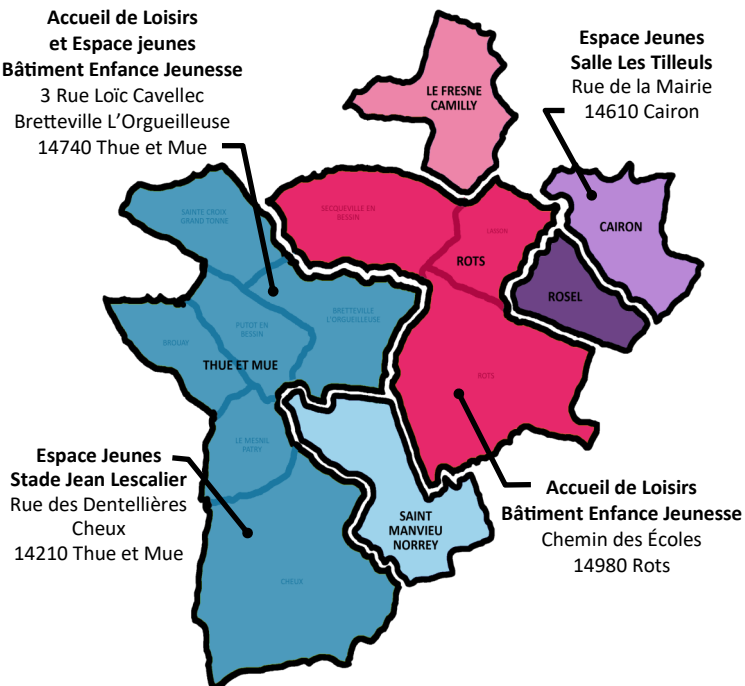 Accueil de Loisirs
et Espace jeunes
Bâtiment Enfance Jeunesse
3 Rue Loïc Cavellec
Bretteville L’Orgueilleuse
14740 Thue et Mue
Espace Jeunes
Salle Les Tilleuls
Rue de la Mairie
14610 Cairon
LE FRESNE
CAMILLY
SAINTE CROIX
GRAND TONNE
SECQUEVILLE EN
BESSIN
LASON
ROTS
CAIRON
ROSEL
BRETTEVILLE
L'ORGUEILLEUSE
PUTOT EN
BESSIN
BROUAY
THUE ET MUE
ROTS
LE MESNIL
PATRY
SAINT
MANVIEU
NORREY
CHEUX
Espace Jeunes
Stade Jean Lescalier
Rue des Dentellières
Cheux
14210 Thue et Mue
Accueil de Loisirs
Bâtiment Enfance Jeunesse
Chemin des Écoles
14980 Rots